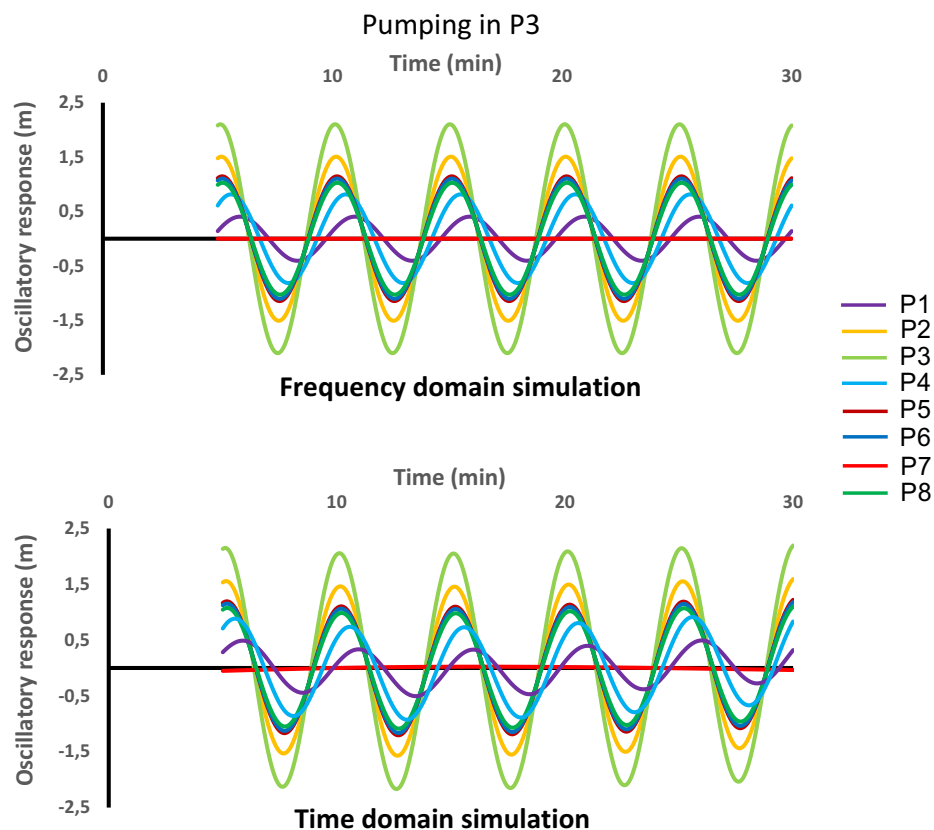 Pumping in P3
Time (min)
0 10 20 30
Oscillatory response (m)
2,5
1,5
0,5
-0,5
-1,5
-2,5
Frequency domain simulation
P1
P2
P3
P4
P5
P6
P7
P8
Time (min)
0 10 20 30
Oscillatory response (m)
2,5
1,5
0,5
-0,5
-1,5
-2,5
Time domain simulation